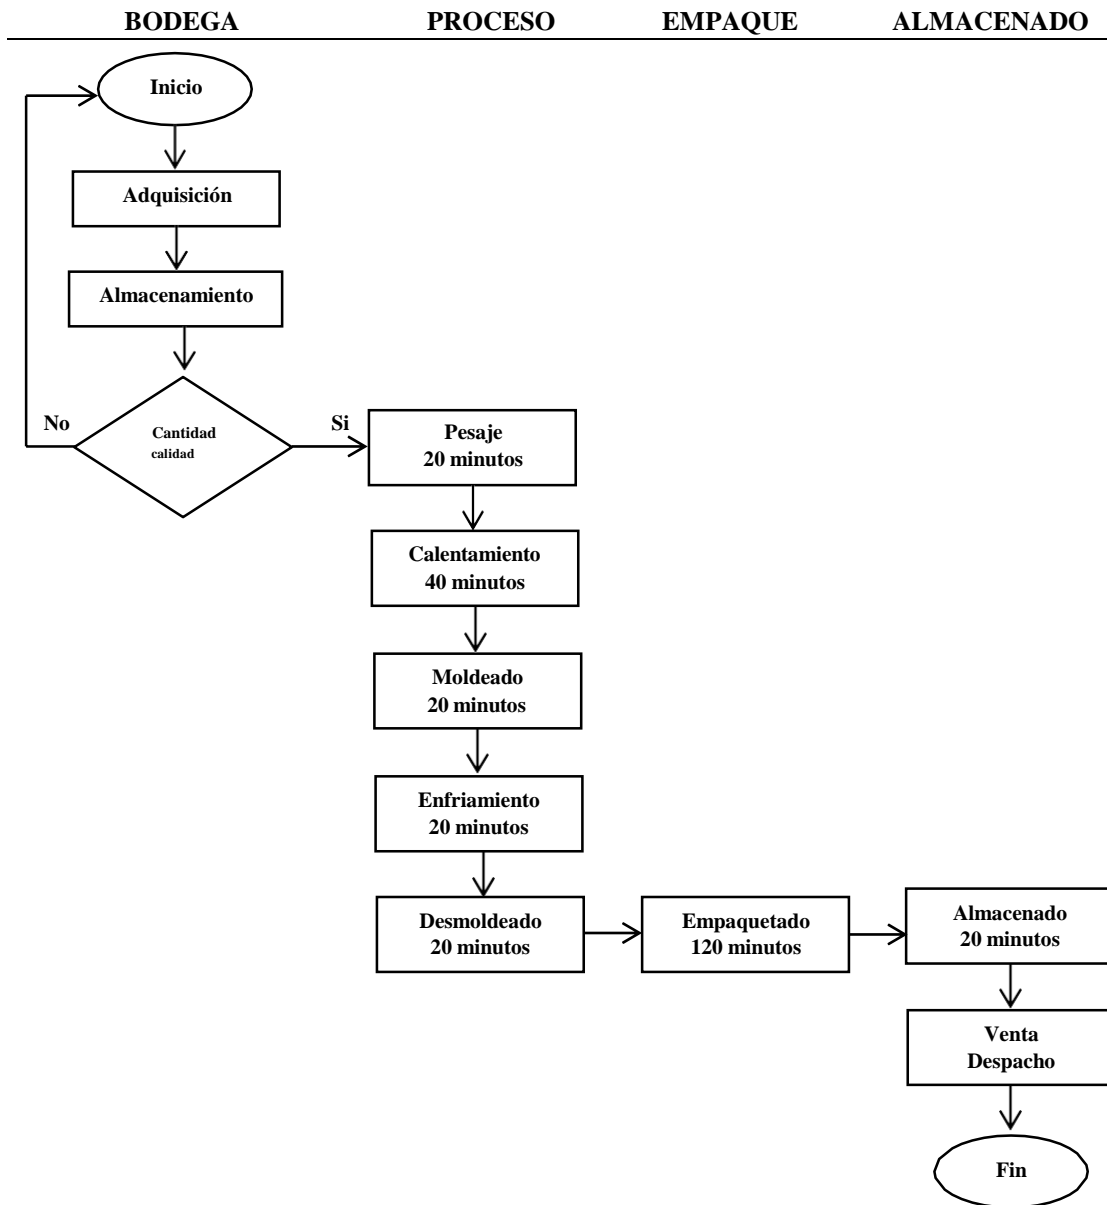 BODEGA PROCESO EMPAQUE ALMACENADO
Inicio
Adquisición
Almacenamiento
No
Cantidad
calidad
Si
Pesaje
20 minutos
Calentamiento
40 minutos
Moldeado
20 minutos
Enfriamiento
20 minutos
Desmoldeado
20 minutos
Empaquetado
120 minutos
Almacenado
20 minutos
Venta
Despacho
Fin